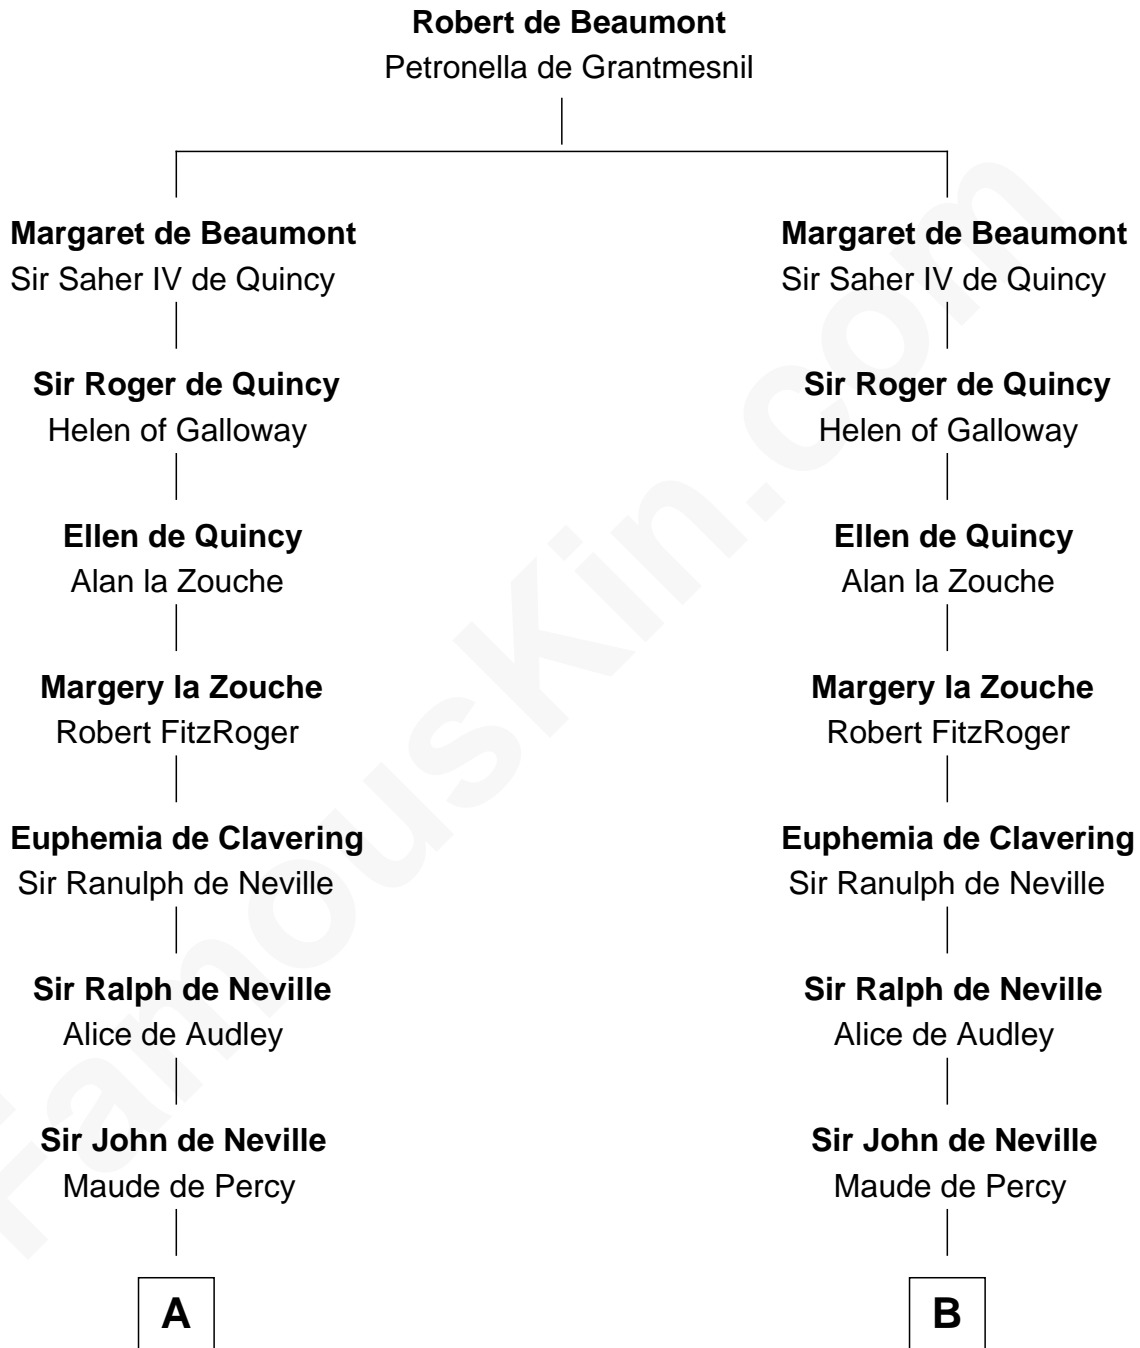 Robert de Beaumont
Petronella de Grantmesnil
Margaret de Beaumont
Sir Saher IV de Quincy
Sir Roger de Quincy
Helen of Galloway
Ellen de Quincy
Alan la Zouche
Margery la Zouche
Robert FitzRoger
Euphemia de Clavering
Sir Ranulph de Neville
Sir Ralph de Neville
Alice de Audley
Sir John de Neville
Maude de Percy
A
Margaret de Beaumont
Sir Saher IV de Quincy
Sir Roger de Quincy
Helen of Galloway
Ellen de Quincy
Alan la Zouche
Margery la Zouche
Robert FitzRoger
Euphemia de Clavering
Sir Ranulph de Neville
Sir Ralph de Neville
Alice de Audley
Sir John de Neville
Maude de Percy
B
FamousKin.com